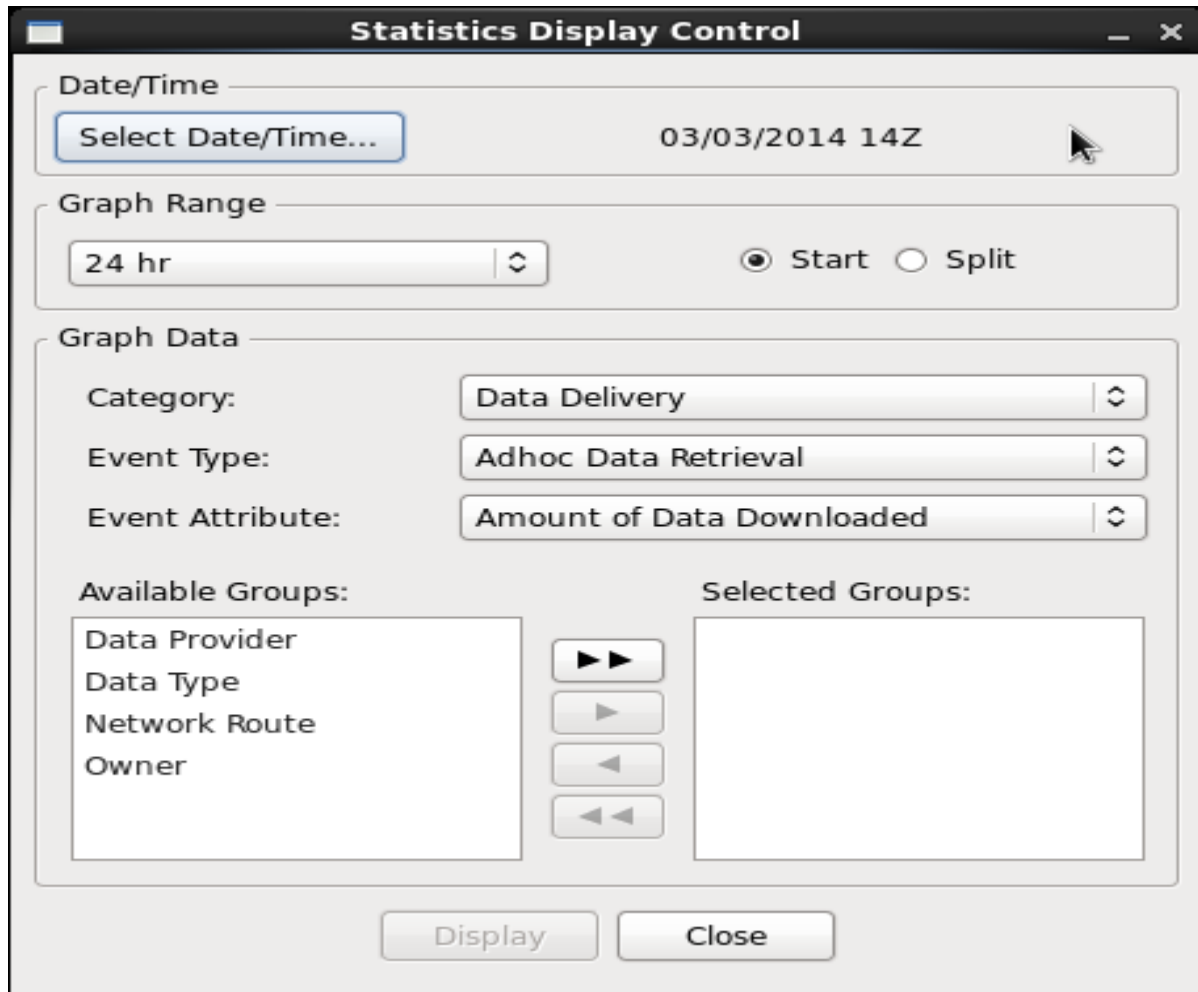 Statistics Display Control
Date/Time
Select Date/Time... 03/03/2014 14Z
Graph Range
24 hr Start Split
Graph Data
Category: Data Delivery
Event Type: Adhoc Data Retrieval
Event Attribute: Amount of Data Downloaded
Available Groups: Selected Groups:
Data Provider
Data Type
Network Route
Owner
Display Close